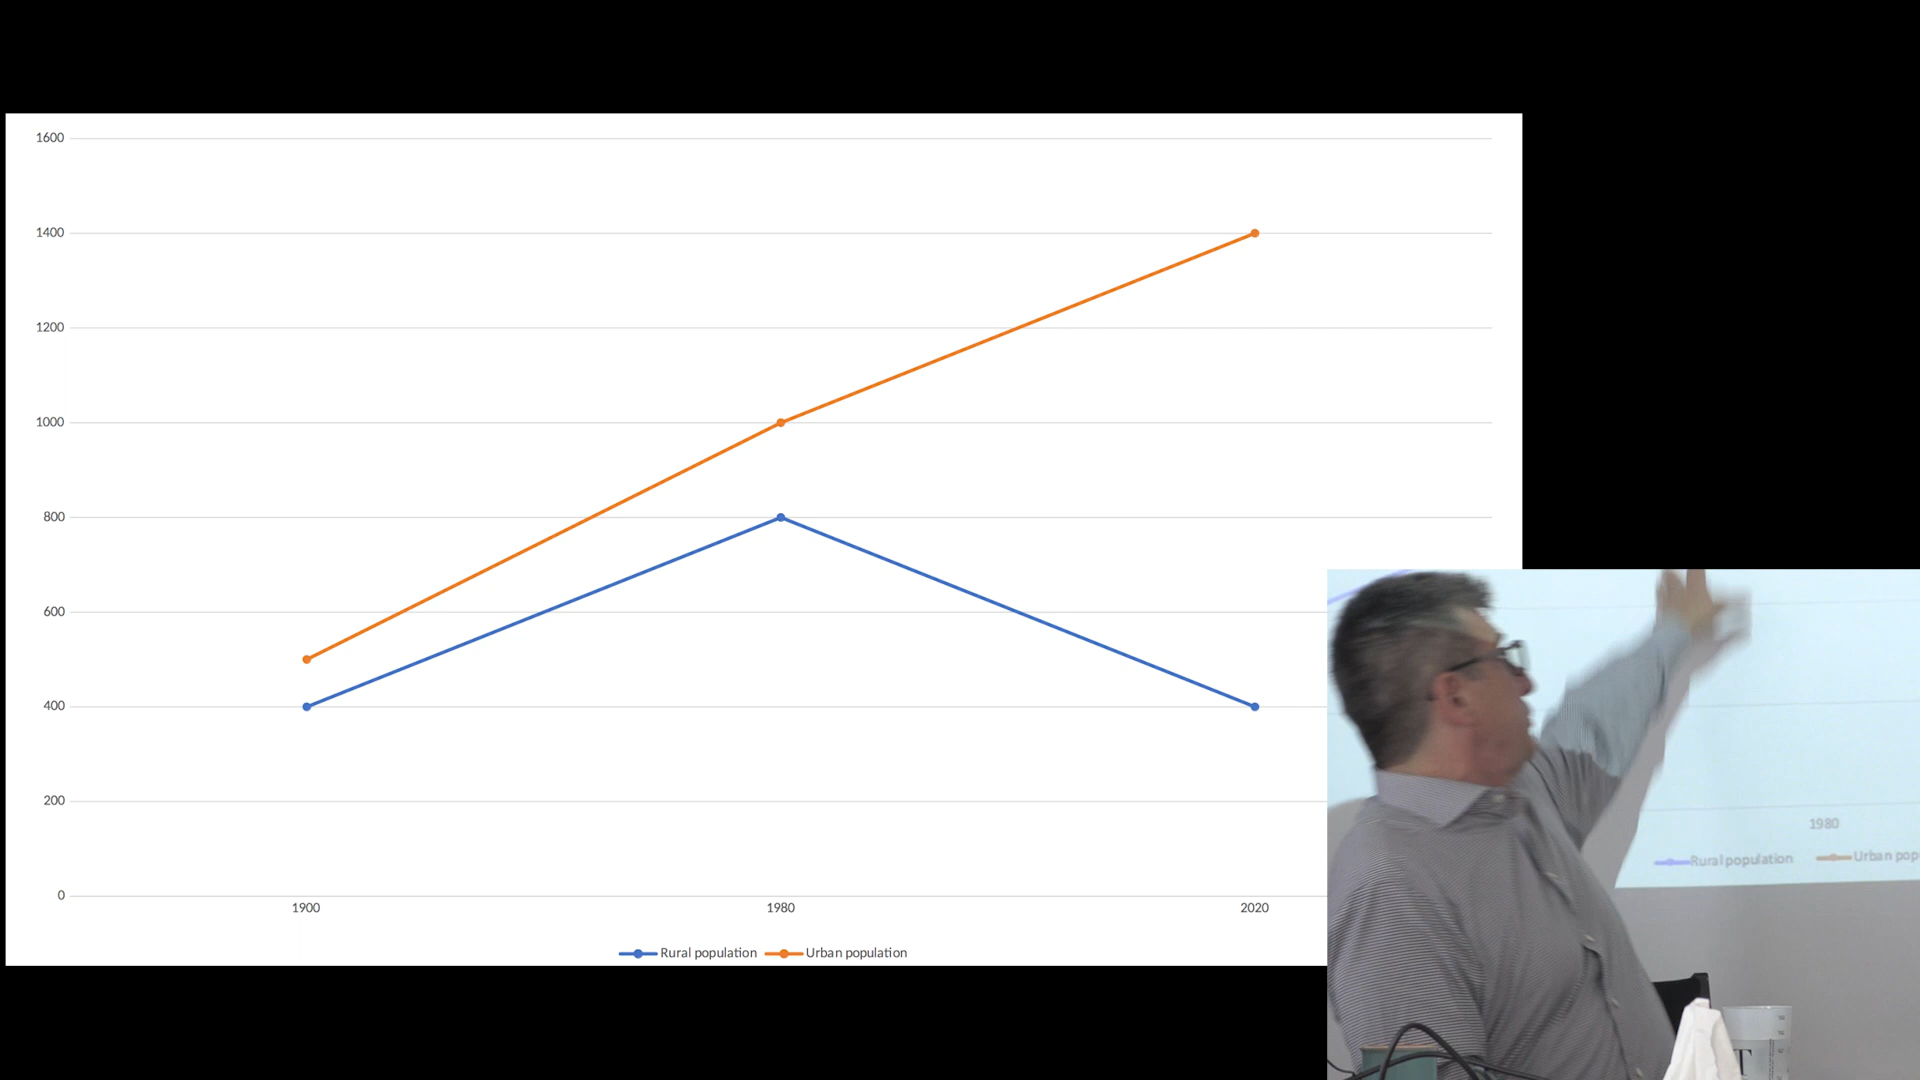 1600
1400
1200
1000
800
600
400
200
0
1900 1980 2020
Rural population Urban population
1980
Rural population Urban pop
T